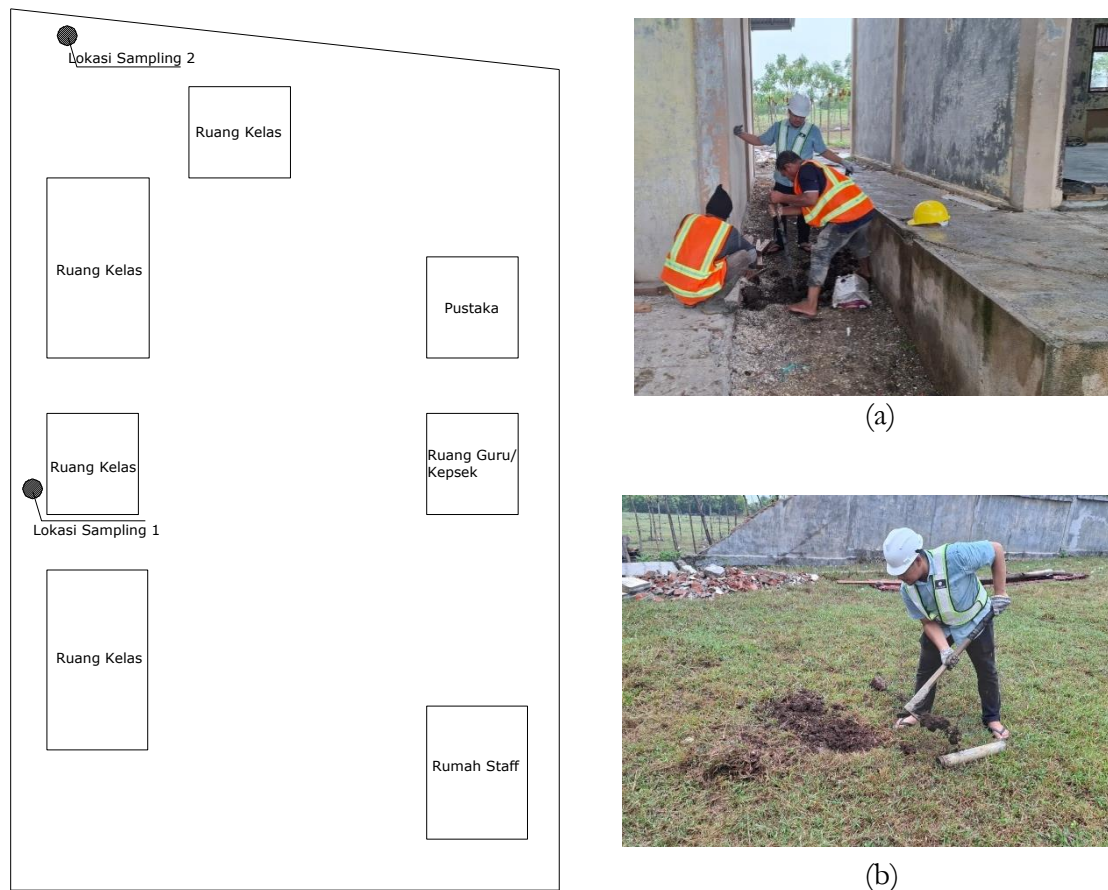 Lokasi Sampling 2
Ruang Kelas
Ruang Kelas
Pustaka
Ruang Kelas
Ruang Guru/
Kepsek
Lokasi Sampling 1
Ruang Kelas
Rumah Staff
(a)
(b)